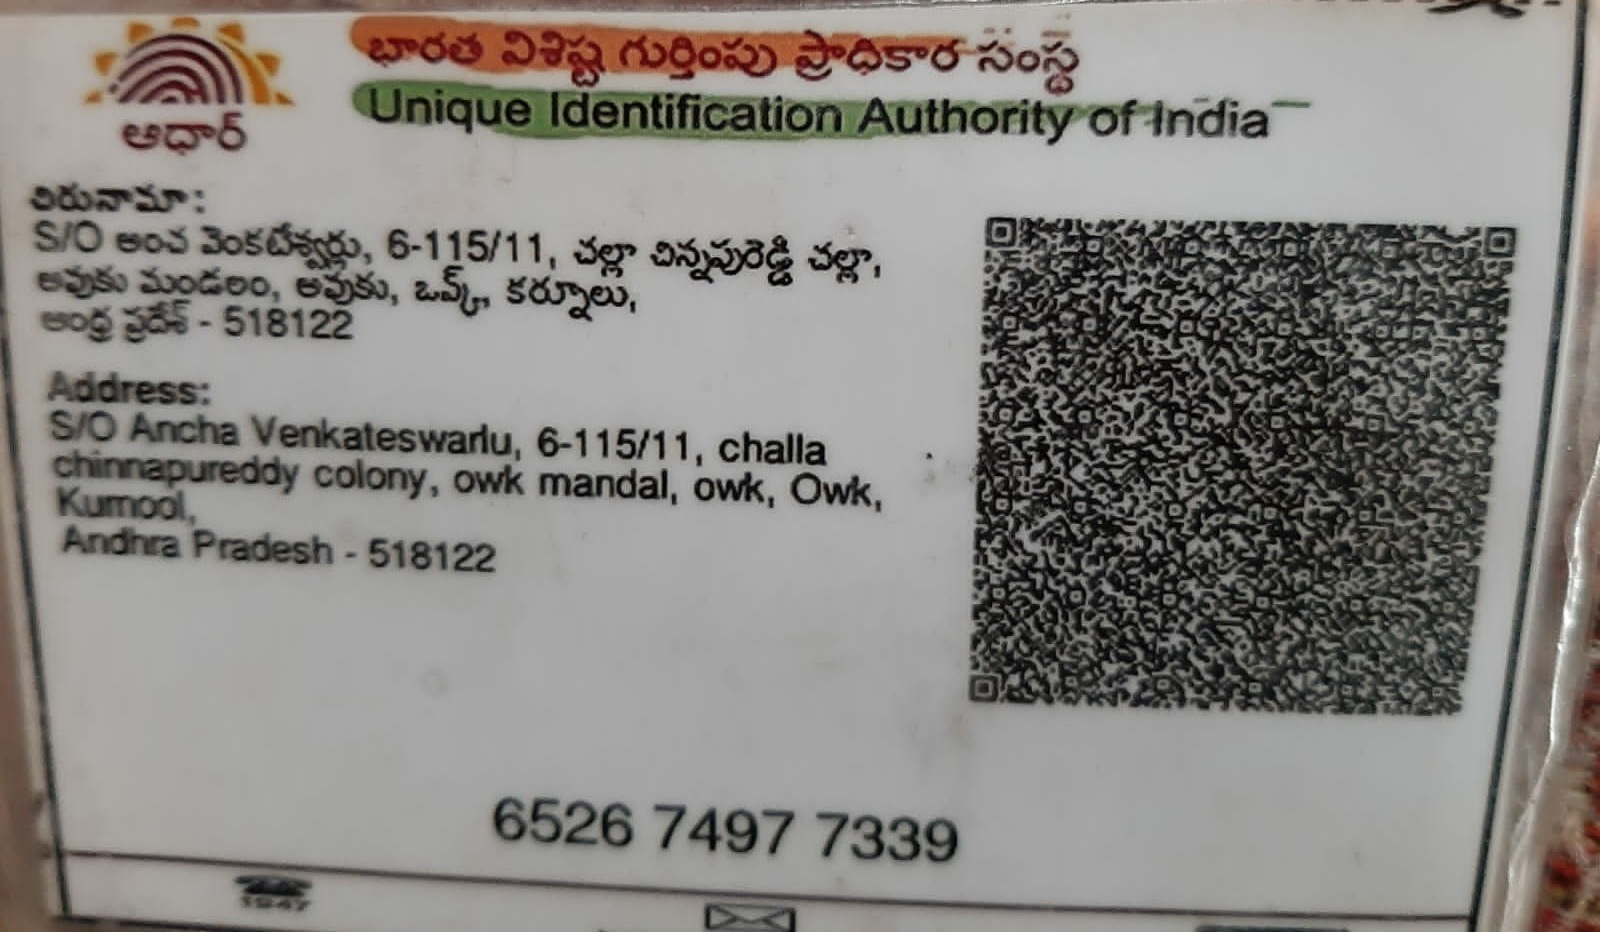 ఆధార్
భారత విశిష్ట గుర్తింపు ప్రాధికార సంస్థ
Unique Identification Authority of India
చిరునామా:
S/O అంచ వెంకటేశ్వర్లు, 6-115/11, చల్లా చిన్నపురెడ్డి చల్లా,
అవుకు మండలం, అవుకు, ఒవ్క్, కర్నూలు,
ఆంధ్ర ప్రదేశ్ - 518122
Address:
S/O Ancha Venkateswarlu, 6-115/11, challa
chinnapureddy colony, owk mandal, owk, Owk,
Kurnool,
Andhra Pradesh - 518122
6526 7497 7339
1947